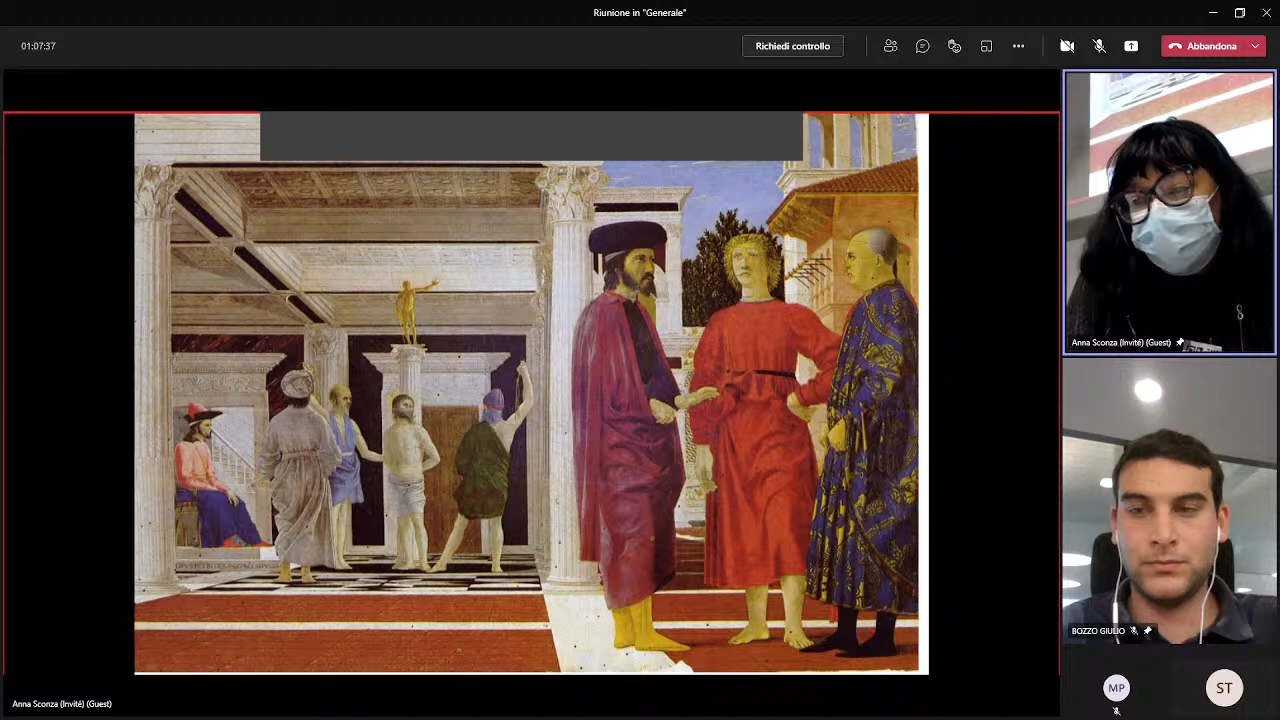 Riunione in "Generale"
01:07:37
Richiedi controllo
Abbandona
Anna Sconza (Invité) (Guest)
BOZZO GIULIO
MP
ST
Anna Sconza (Invité) (Guest)